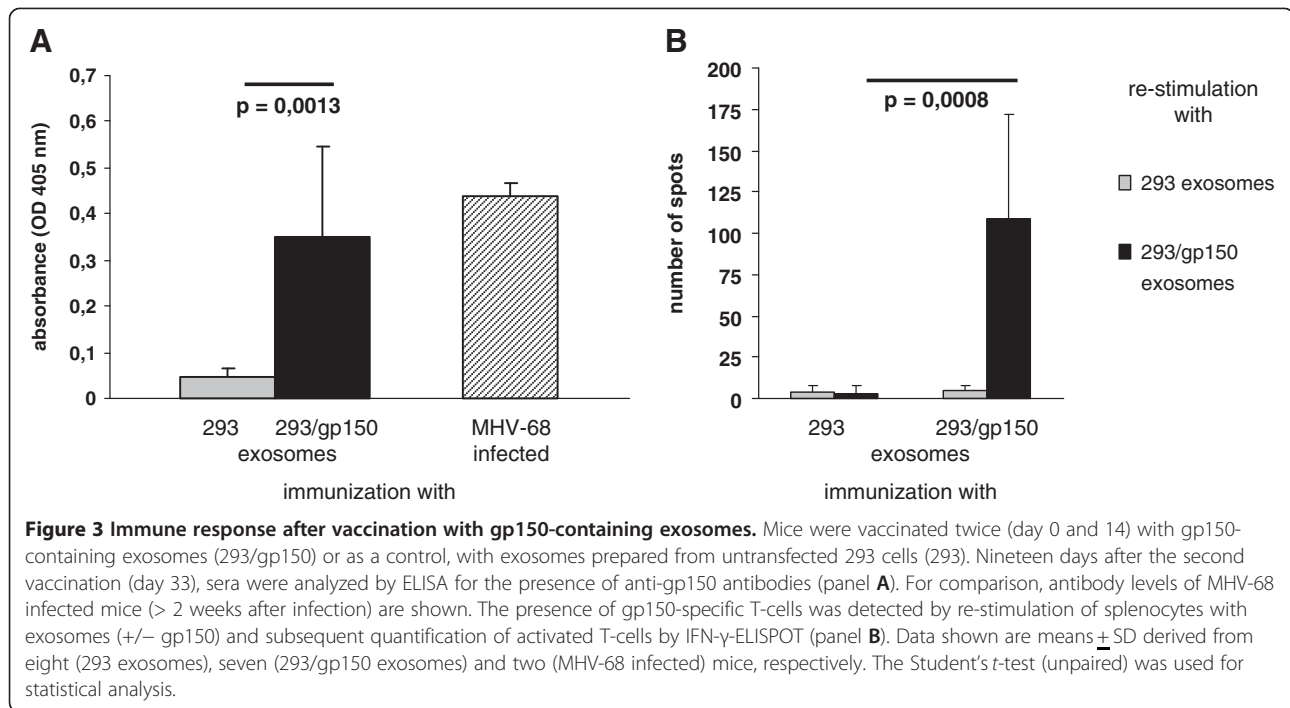 A
0,7
0,6
0,5
0,4
0,3
0,2
0,1
0
absorbance (OD 405 nm)
p = 0,0013
293 293/gp150
exosomes
MHV-68
infected
immunization with
B
200
175
150
125
100
75
50
25
0
number of spots
p = 0,0008
293 293/gp150
exosomes
immunization with
re-stimulation
with
293 exosomes
293/gp150
exosomes
Figure 3 Immune response after vaccination with gp150-containing exosomes. Mice were vaccinated twice (day 0 and 14) with gp150-
containing exosomes (293/gp150) or as a control, with exosomes prepared from untransfected 293 cells (293). Nineteen days after the second
vaccination (day 33), sera were analyzed by ELISA for the presence of anti-gp150 antibodies (panel A). For comparison, antibody levels of MHV-68
infected mice (> 2 weeks after infection) are shown. The presence of gp150-specific T-cells was detected by re-stimulation of splenocytes with
exosomes (+/− gp150) and subsequent quantification of activated T-cells by IFN-γ-ELISPOT (panel B). Data shown are means + SD derived from
eight (293 exosomes), seven (293/gp150 exosomes) and two (MHV-68 infected) mice, respectively. The Student's t-test (unpaired) was used for
statistical analysis.